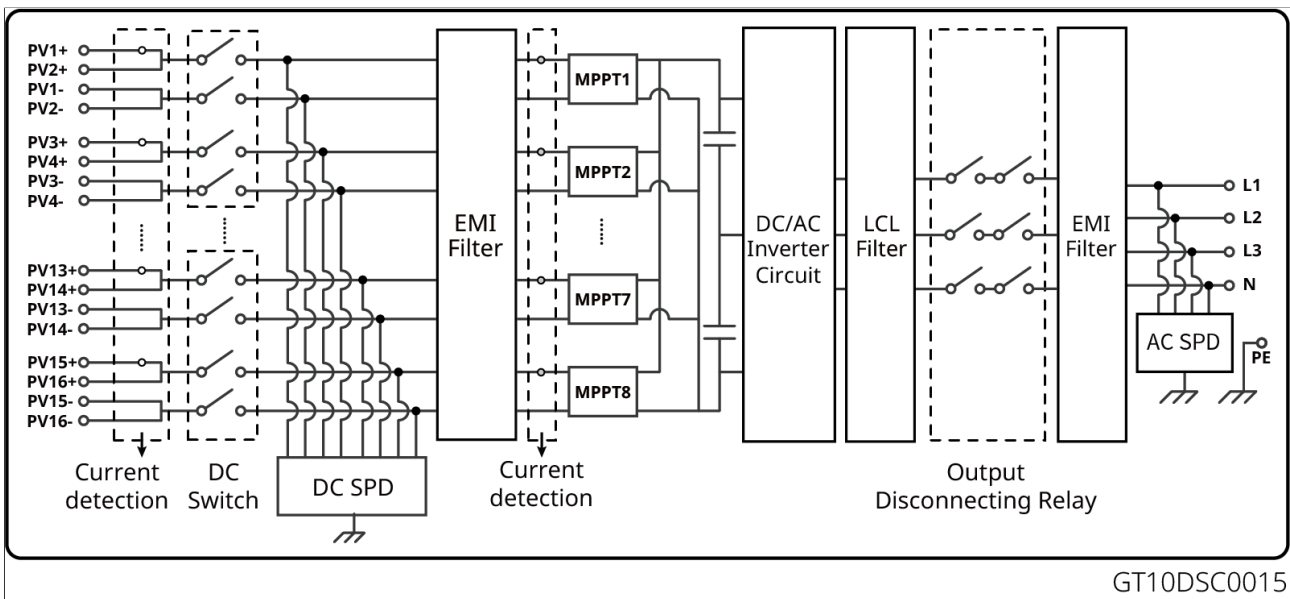 PV1+
PV2+
PV1-
PV2-
PV3+
PV4+
PV3-
PV4-
PV13+
PV14+
PV13-
PV14-
PV15+
PV16+
PV15-
PV16-
Current
detection
DC
Switch
DC SPD
EMI
Filter
Current
detection
MPPT1
MPPT2
MPPT7
MPPT8
DC/AC
Inverter
Circuit
LCL
Filter
Output
Disconnecting Relay
EMI
Filter
L1
L2
L3
N
AC SPD
PE
GT10DSC0015